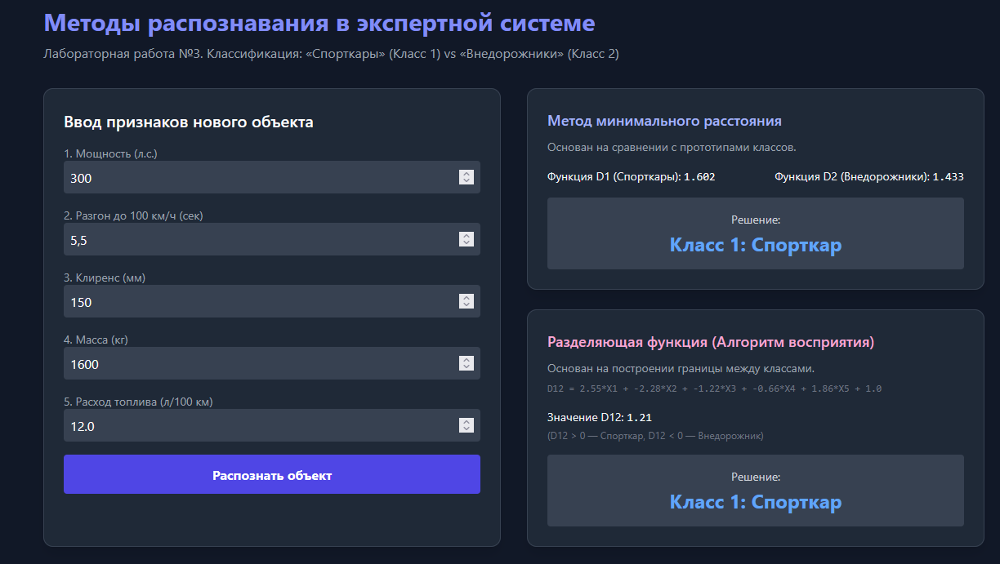 Методы распознавания в экспертной системе
Лабораторная работа №3. Классификация: «Спорткары» (Класс 1) vs «Внедорожники» (Класс 2)
Ввод признаков нового объекта
1. Мощность (л.с.)
300
2. Разгон до 100 км/ч (сек)
5,5
3. Клиренс (мм)
150
4. Масса (кг)
1600
5. Расход топлива (л/100 км)
12.0
Распознать объект
Метод минимального расстояния
Основан на сравнении с прототипами классов.
Функция D1 (Спорткары): 1.602 Функция D2 (Внедорожники): 1.433
Решение:
Класс 1: Спорткар
Разделяющая функция (Алгоритм восприятия)
Основан на построении границы между классами.
D12 = 2.55*X1 + -2.28*X2 + -1.22*X3 + -0.66*X4 + 1.86*X5 + 1.0
Значение D12: 1.21
(D12 > 0 — Спорткар, D12 < 0 — Внедорожник)
Решение:
Класс 1: Спорткар